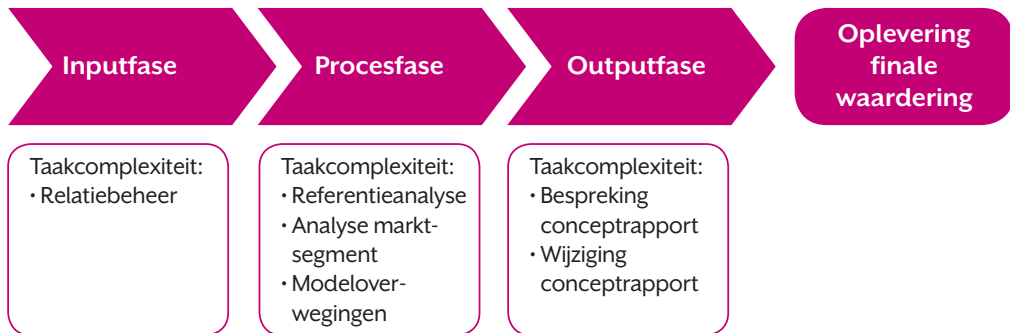 Inputfase
Procesfase
Outputfase
Oplevering
finale
waardering
Taakcomplexiteit:
· Relatiebeheer
Taakcomplexiteit:
· Referentieanalyse
· Analyse markt-
segment
· Modelover-
wegingen
Taakcomplexiteit:
· Bespreking
conceptrapport
· Wijziging
conceptrapport